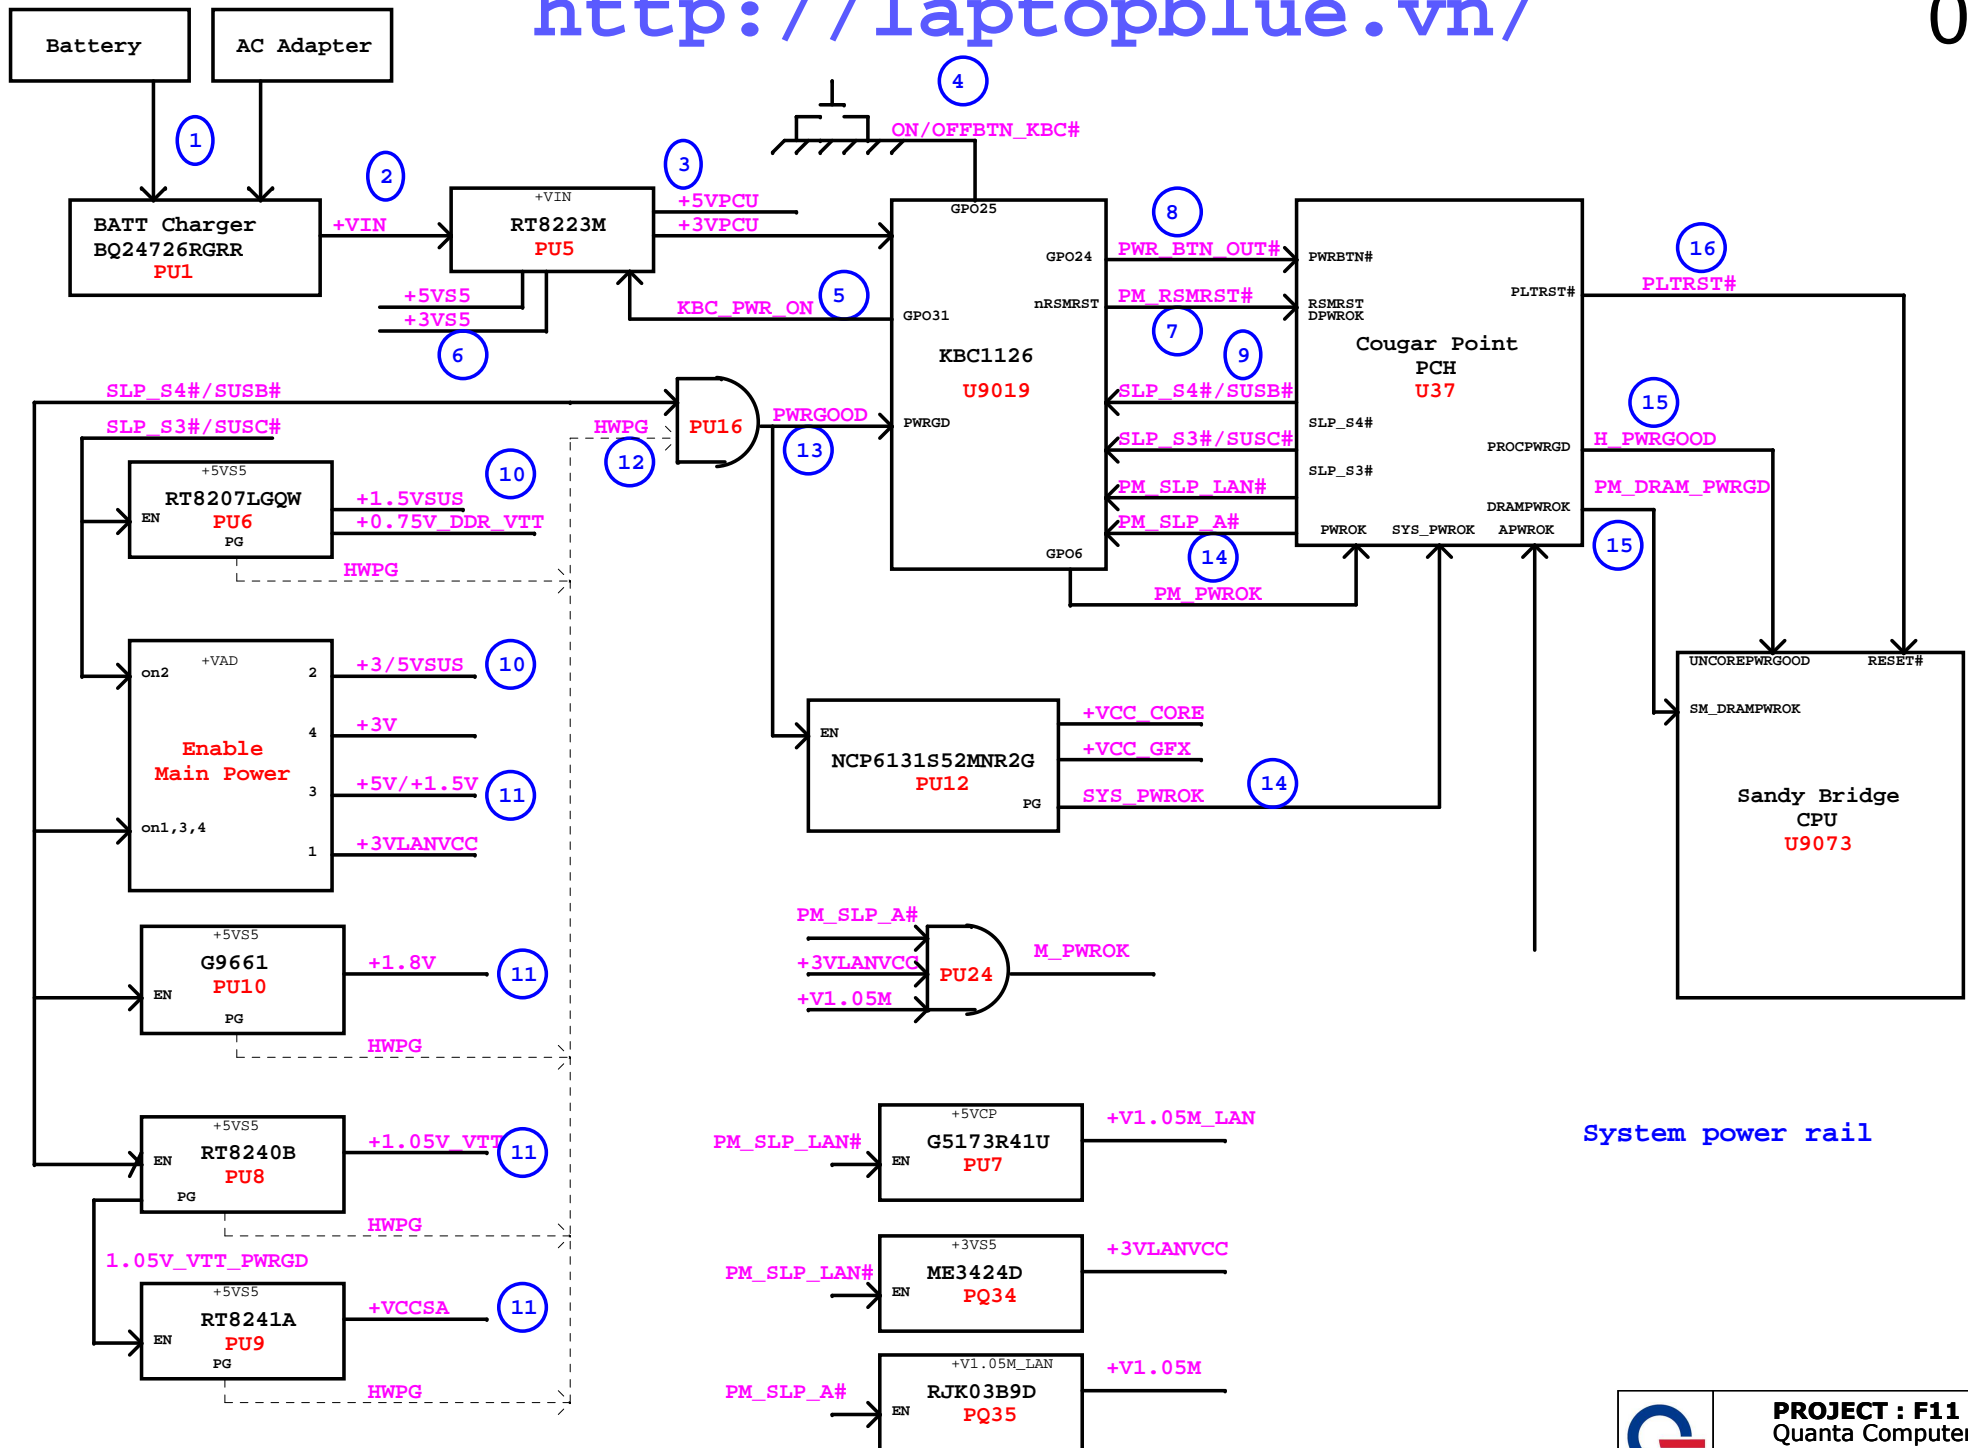 http://laptopblue.vn/
0
Battery
AC Adapter
1
BATT Charger
BQ24726RGRR
PU1
2
+VIN
+VIN
RT8223M
PU5
3
+5VPCU
+3VPCU
+5VS5
+3VS5
6
KBC_PWR_ON
5
4
ON/OFFBTN_KBC#
GPO25
GPO24
nRSMRST
GPO31
KBC1126
U9019
PWRGD
GPO6
8
PWR_BTN_OUT#
PM_RSMRST#
7
9
SLP_S4#/SUSB#
SLP_S3#/SUSC#
PM_SLP_LAN#
PM_SLP_A#
14
PM_PWROK
PWRBTN#
RSMRST
DPWROK
PLTRST#
Cougar Point
PCH
U37
SLP_S4#
SLP_S3#
PROCPWRGD
DRAMPWROK
PWROK
SYS_PWROK
APWROK
16
PLTRST#
15
H_PWRGOOD
PM_DRAM_PWRGD
15
UNCOREPWRGOOD
RESET#
SM_DRAMPWROK
Sandy Bridge
CPU
U9073
SLP_S4#/SUSB#
SLP_S3#/SUSC#
HWPG
12
PU16
PWRGOOD
13
+5VS5
RT8207LGQW
EN
PU6
PG
10
+1.5VSUS
+0.75V_DDR_VTT
HWPG
+VAD
on2
2
4
Enable
Main Power
3
on1,3,4
1
+3/5VSUS
10
+3V
+5V/+1.5V
11
+3VLANVCC
EN
NCP6131S52MNR2G
PU12
PG
+VCC_CORE
+VCC_GFX
SYS_PWROK
14
+5VS5
G9661
PU10
EN
PG
+1.8V
11
HWPG
PM_SLP_A#
+3VLANVCC
+V1.05M
PU24
M_PWROK
+5VS5
RT8240B
EN
PU8
PG
+1.05V_VTT
11
HWPG
1.05V_VTT_PWRGD
+5VS5
RT8241A
EN
PU9
PG
+VCCSA
11
HWPG
PM_SLP_LAN#
+5VCP
G5173R41U
EN
PU7
+V1.05M_LAN
PM_SLP_LAN#
+3VS5
ME3424D
EN
PQ34
+3VLANVCC
PM_SLP_A#
+V1.05M_LAN
RJK03B9D
EN
PQ35
+V1.05M
System power rail
PROJECT : F11
Quanta Computer